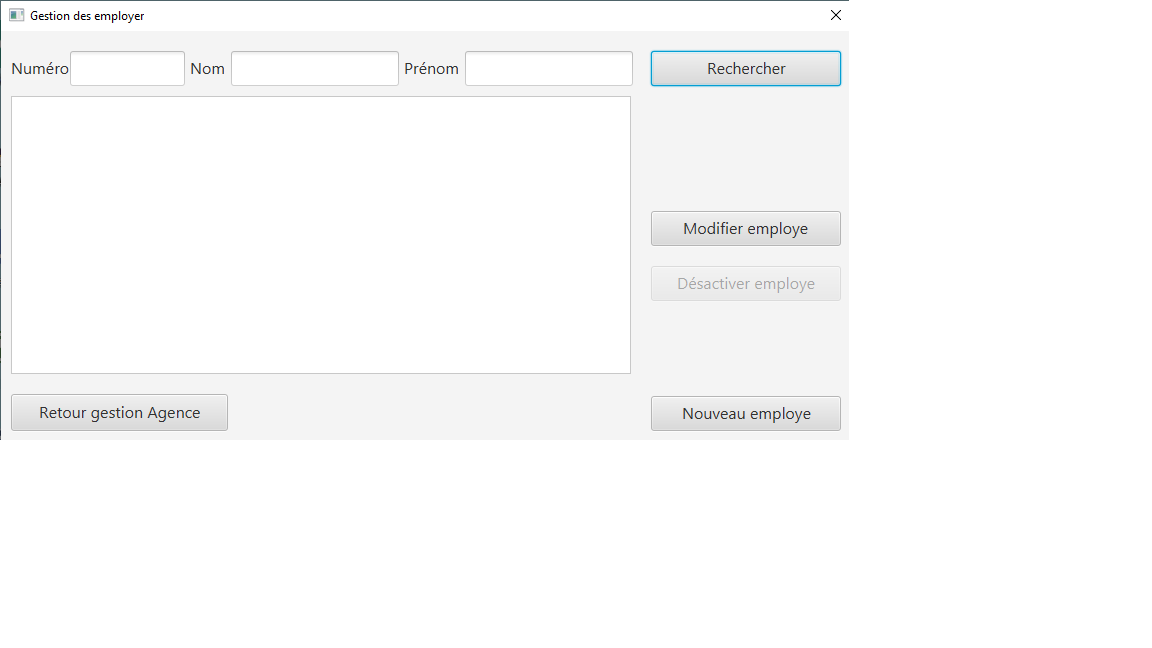 Gestion des employer
Numéro Nom Prénom Rechercher
Modifier employe
Désactiver employe
Retour gestion Agence Nouveau employe